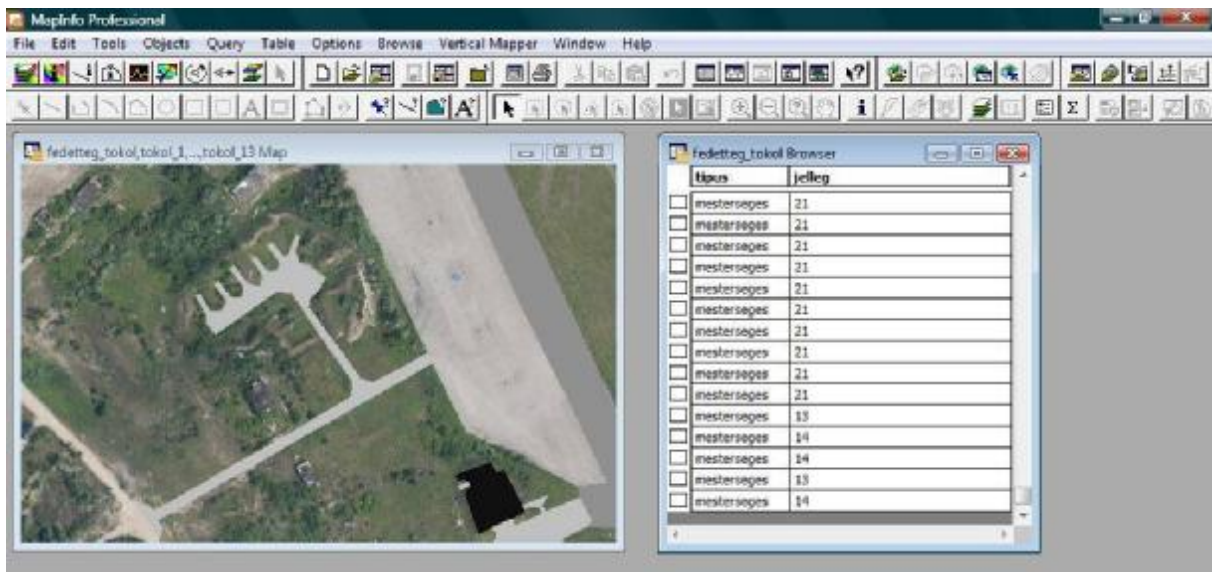 MapInfo Professional
File Edit Tools Objects Query Table Options Browse Vertical Mapper Window Help
fedetteg_tokol,tokol_1,...,tokol_13 Map
fedetteg_tokol Browser
tipus jelleg
mesterseges 21
mesterseges 21
mesterseges 21
mesterseges 21
mesterseges 21
mesterseges 21
mesterseges 21
mesterseges 21
mesterseges 21
mesterseges 21
mesterseges 13
mesterseges 14
mesterseges 14
mesterseges 13
mesterseges 14